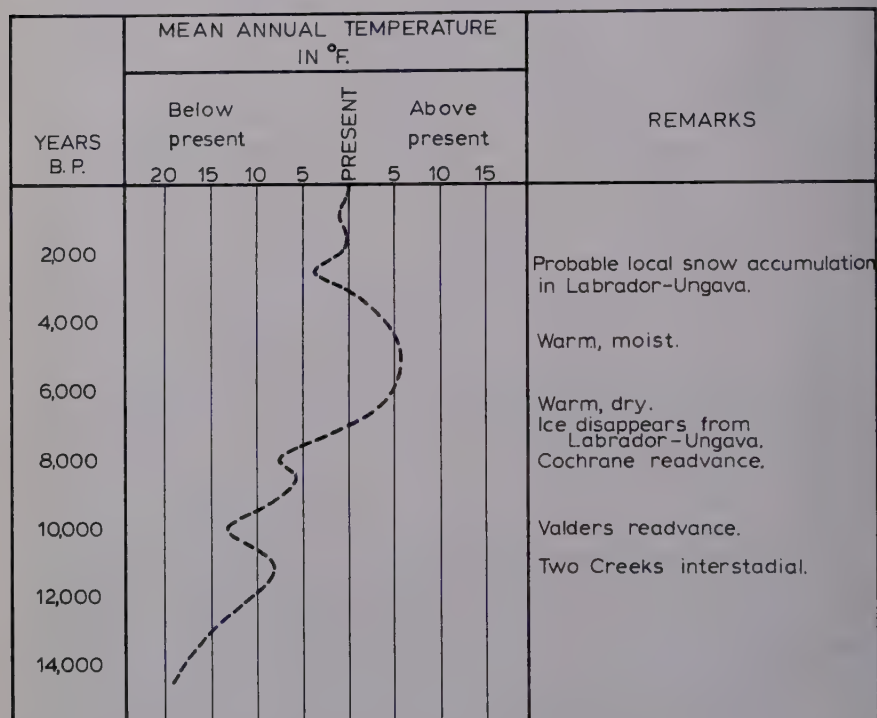 MEAN ANNUAL TEMPERATURE
IN °F.
YEARS
B. P.
Below
present
PRESENT
Above
present
20 15 10 5 5 10 15
REMARKS
2,000
4,000
6,000
8,000
10,000
12,000
14,000
Probable local snow accumulation
in Labrador-Ungava.
Warm, moist.
Warm, dry.
Ice disappears from
Labrador-Ungava.
Cochrane readvance.
Valders readvance.
Two Creeks interstadial.